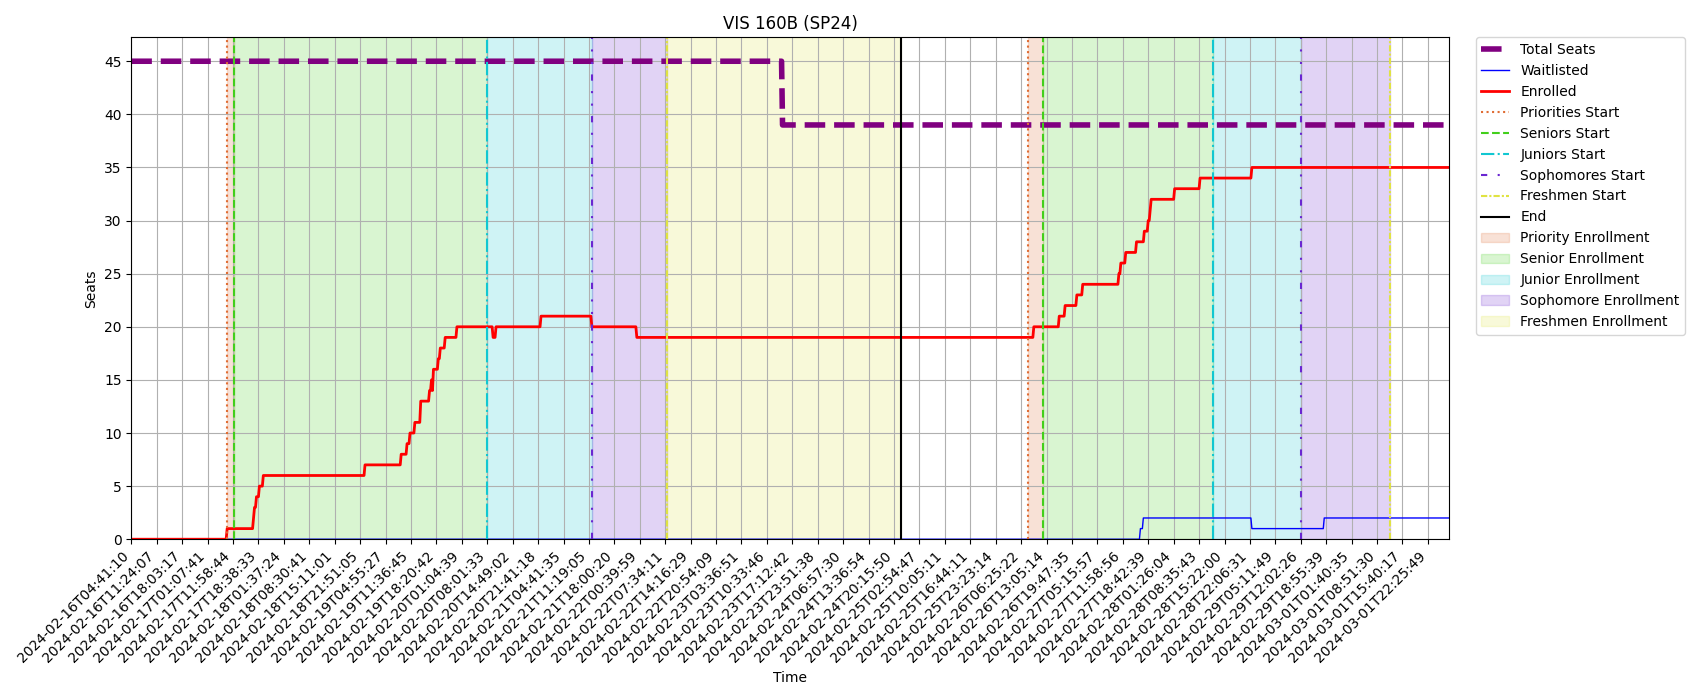 VIS 160B (SP24)
Seats
45
40
35
30
25
20
15
10
5
0
2024-02-16T04:41:10
2024-02-16T11:24:07
2024-02-16T18:03:17
2024-02-17T01:07:41
2024-02-17T11:58:44
2024-02-17T18:38:33
2024-02-18T01:37:24
2024-02-18T08:30:41
2024-02-18T15:11:01
2024-02-18T21:51:05
2024-02-19T04:55:27
2024-02-19T11:36:45
2024-02-19T18:20:42
2024-02-20T01:04:39
2024-02-20T08:01:33
2024-02-20T14:49:02
2024-02-20T21:41:18
2024-02-21T04:41:35
2024-02-21T11:19:05
2024-02-21T18:00:20
2024-02-22T00:39:59
2024-02-22T07:34:11
2024-02-22T14:16:29
2024-02-22T20:54:09
2024-02-23T03:36:51
2024-02-23T10:33:46
2024-02-23T17:12:42
2024-02-23T23:51:38
2024-02-24T06:57:30
2024-02-24T13:36:54
2024-02-24T20:15:50
2024-02-25T02:54:47
2024-02-25T10:05:11
2024-02-25T16:44:11
2024-02-25T23:23:14
2024-02-26T06:25:22
2024-02-26T13:05:14
2024-02-26T19:47:35
2024-02-27T05:15:57
2024-02-27T11:58:56
2024-02-27T18:42:39
2024-02-28T01:26:04
2024-02-28T08:35:43
2024-02-28T15:22:00
2024-02-28T22:06:31
2024-02-29T05:11:49
2024-02-29T12:02:26
2024-02-29T18:55:39
2024-03-01T01:40:35
2024-03-01T08:51:30
2024-03-01T15:40:17
2024-03-01T22:25:49
Time
Total Seats
Waitlisted
Enrolled
Priorities Start
Seniors Start
Juniors Start
Sophomores Start
Freshmen Start
End
Priority Enrollment
Senior Enrollment
Junior Enrollment
Sophomore Enrollment
Freshmen Enrollment